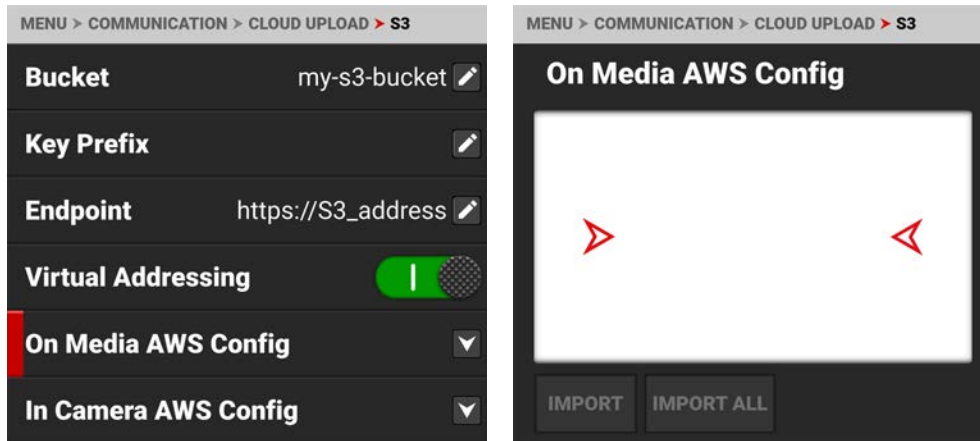 MENU > COMMUNICATION > CLOUD UPLOAD > S3
Bucket my-s3-bucket
Key Prefix
Endpoint https://S3_address
Virtual Addressing
On Media AWS Config
In Camera AWS Config
MENU > COMMUNICATION > CLOUD UPLOAD > S3
On Media AWS Config
IMPORT IMPORT ALL